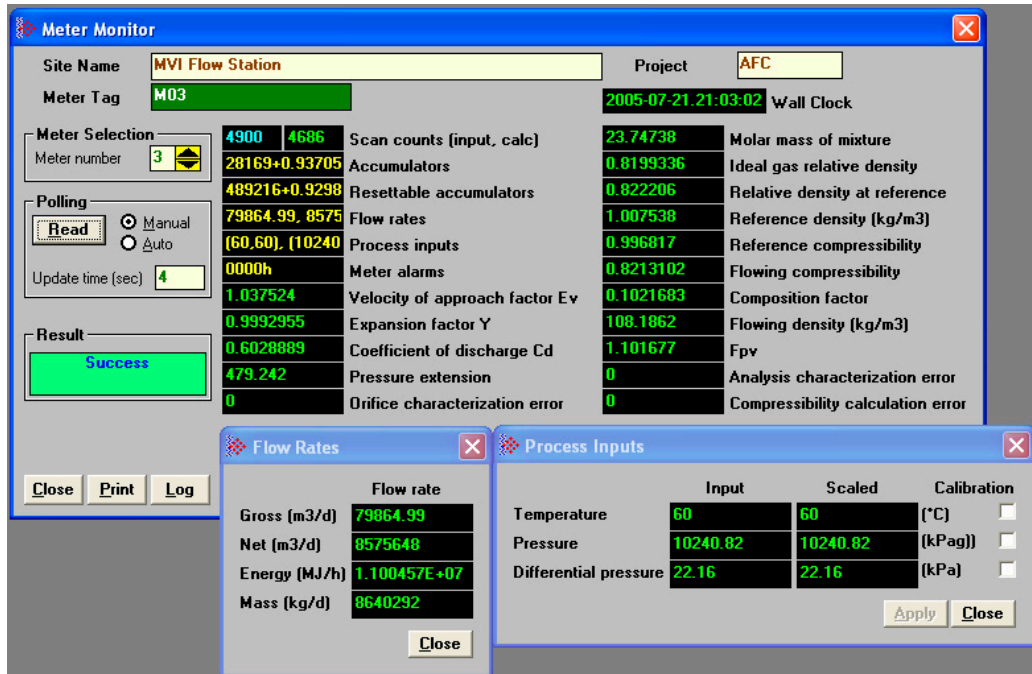 Meter Monitor
Site Name MVI Flow Station Project AFC
Meter Tag M03 2005-07-21.21:03:02 Wall Clock
Meter Selection
Meter number 3
Polling
Read Manual
Auto
Update time (sec) 4
Result
Success
4900 4686 Scan counts (input, calc)
28169+0.93705 Accumulators
489216+0.9298 Resettable accumulators
79864.99, 8575 Flow rates
(60,60), (10240 Process inputs
0000h Meter alarms
1.037524 Velocity of approach factor Ev
0.9992955 Expansion factor Y
0.6028889 Coefficient of discharge Cd
479.242 Pressure extension
0 Orifice characterization error
23.74738 Molar mass of mixture
0.8199336 Ideal gas relative density
0.822206 Relative density at reference
1.007538 Reference density (kg/m3)
0.996817 Reference compressibility
0.8213102 Flowing compressibility
0.1021683 Composition factor
108.1862 Flowing density (kg/m3)
1.101677 Fpv
0 Analysis characterization error
0 Compressibility calculation error
Close Print Log
Flow Rates
Flow rate
Gross (m3/d) 79864.99
Net (m3/d) 8575648
Energy (MJ/h) 1.100457E+07
Mass (kg/d) 8640292
Close
Process Inputs
Input Scaled Calibration
Temperature 60 60 (°C)
Pressure 10240.82 10240.82 (kPag))
Differential pressure 22.16 22.16 (kPa)
Apply Close